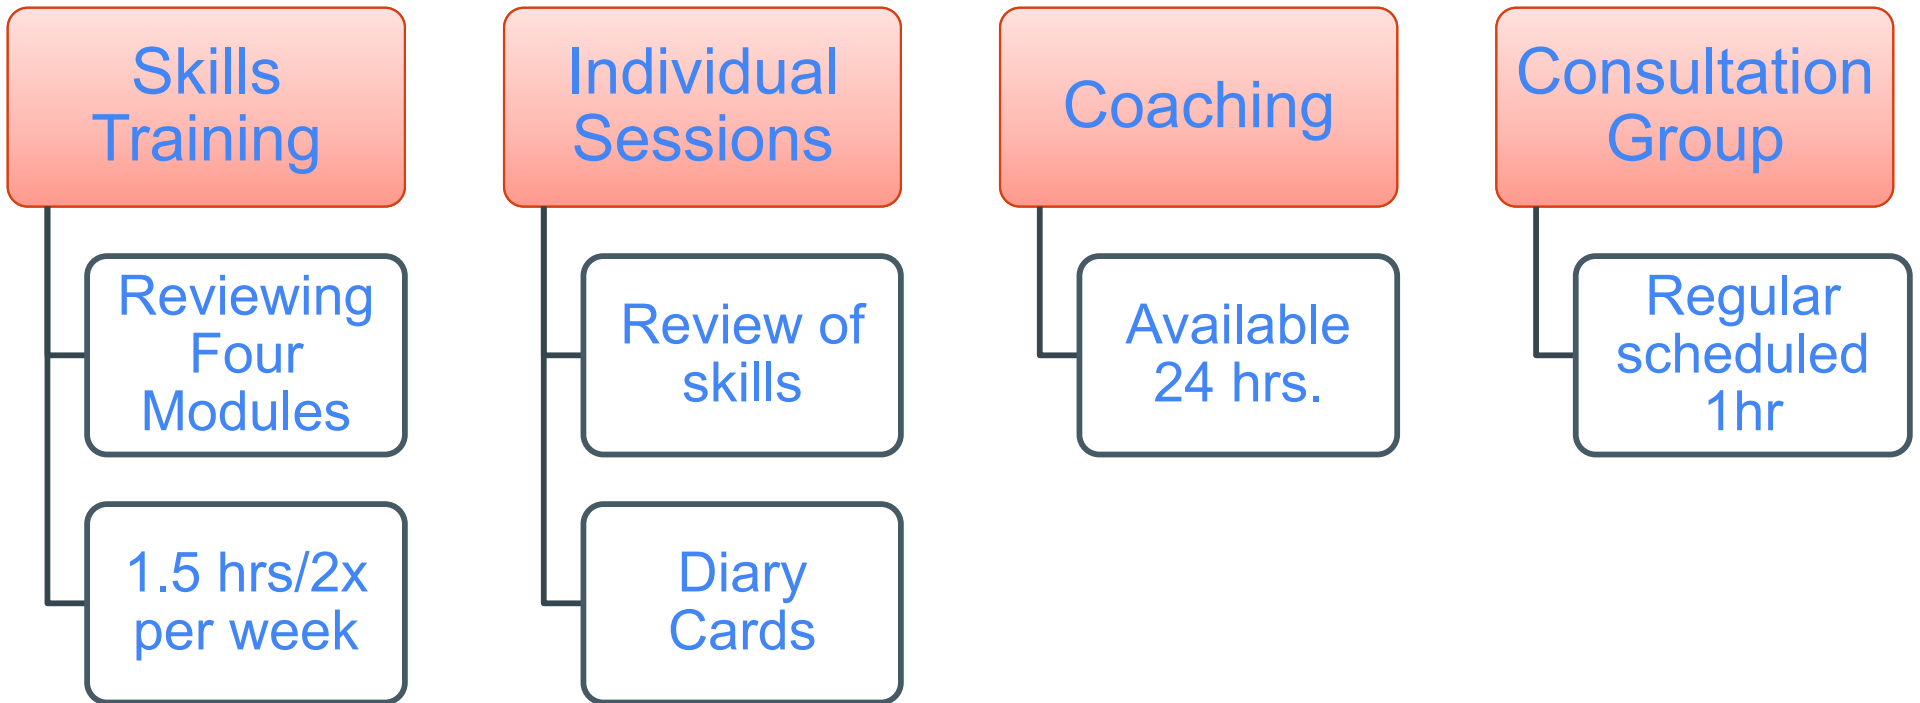 Skills
Training
Reviewing
Four
Modules
1.5 hrs/2x
per week
Individual
Sessions
Review of
skills
Diary
Cards
Coaching
Available
24 hrs.
Consultation
Group
Regular
scheduled
1hr